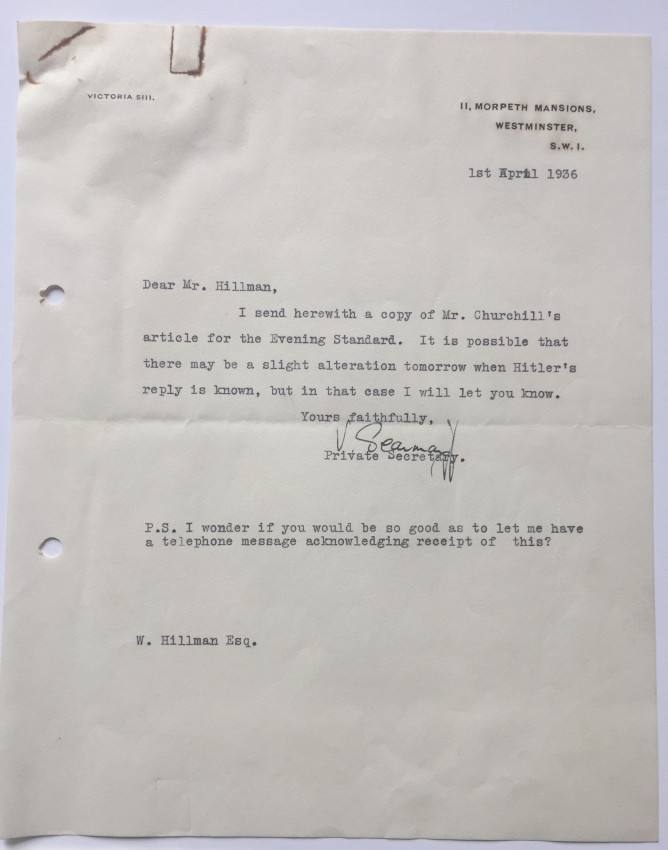 VICTORIA 5111.
11, MORPETH MANSIONS,
WESTMINSTER,
S.W.1.
1st April 1936
Dear Mr. Hillman,
I send herewith a copy of Mr. Churchill's
article for the Evening Standard. It is possible that
there may be a slight alteration tomorrow when Hitler's
reply is known, but in that case I will let you know.
Yours faithfully,
Private Secretary.
P.S. I wonder if you would be so good as to let me have
a telephone message acknowledging receipt of this?
W. Hillman Esq.